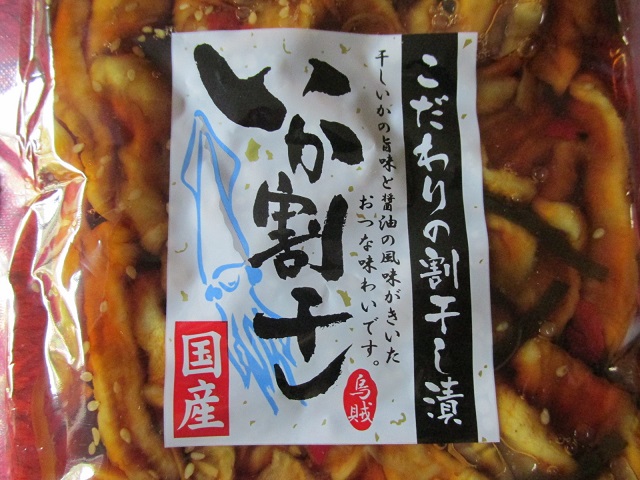 こだわりの割干し漬
干しいかの旨味と醤油の風味がきいた
おつな味わいです。
いか割干し
烏賊
国産